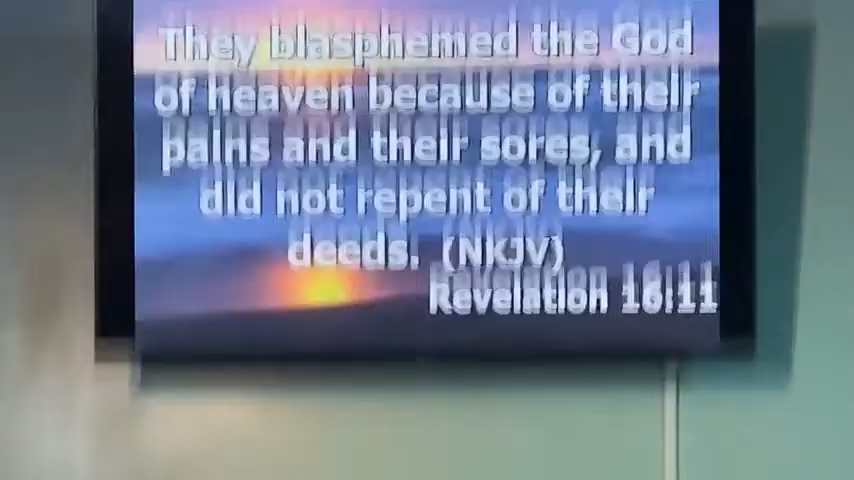 They blasphemed the God
of heaven because of their
pains and their sores, and
did not repent of their
deeds. (NKJV)
Revelation 16:11